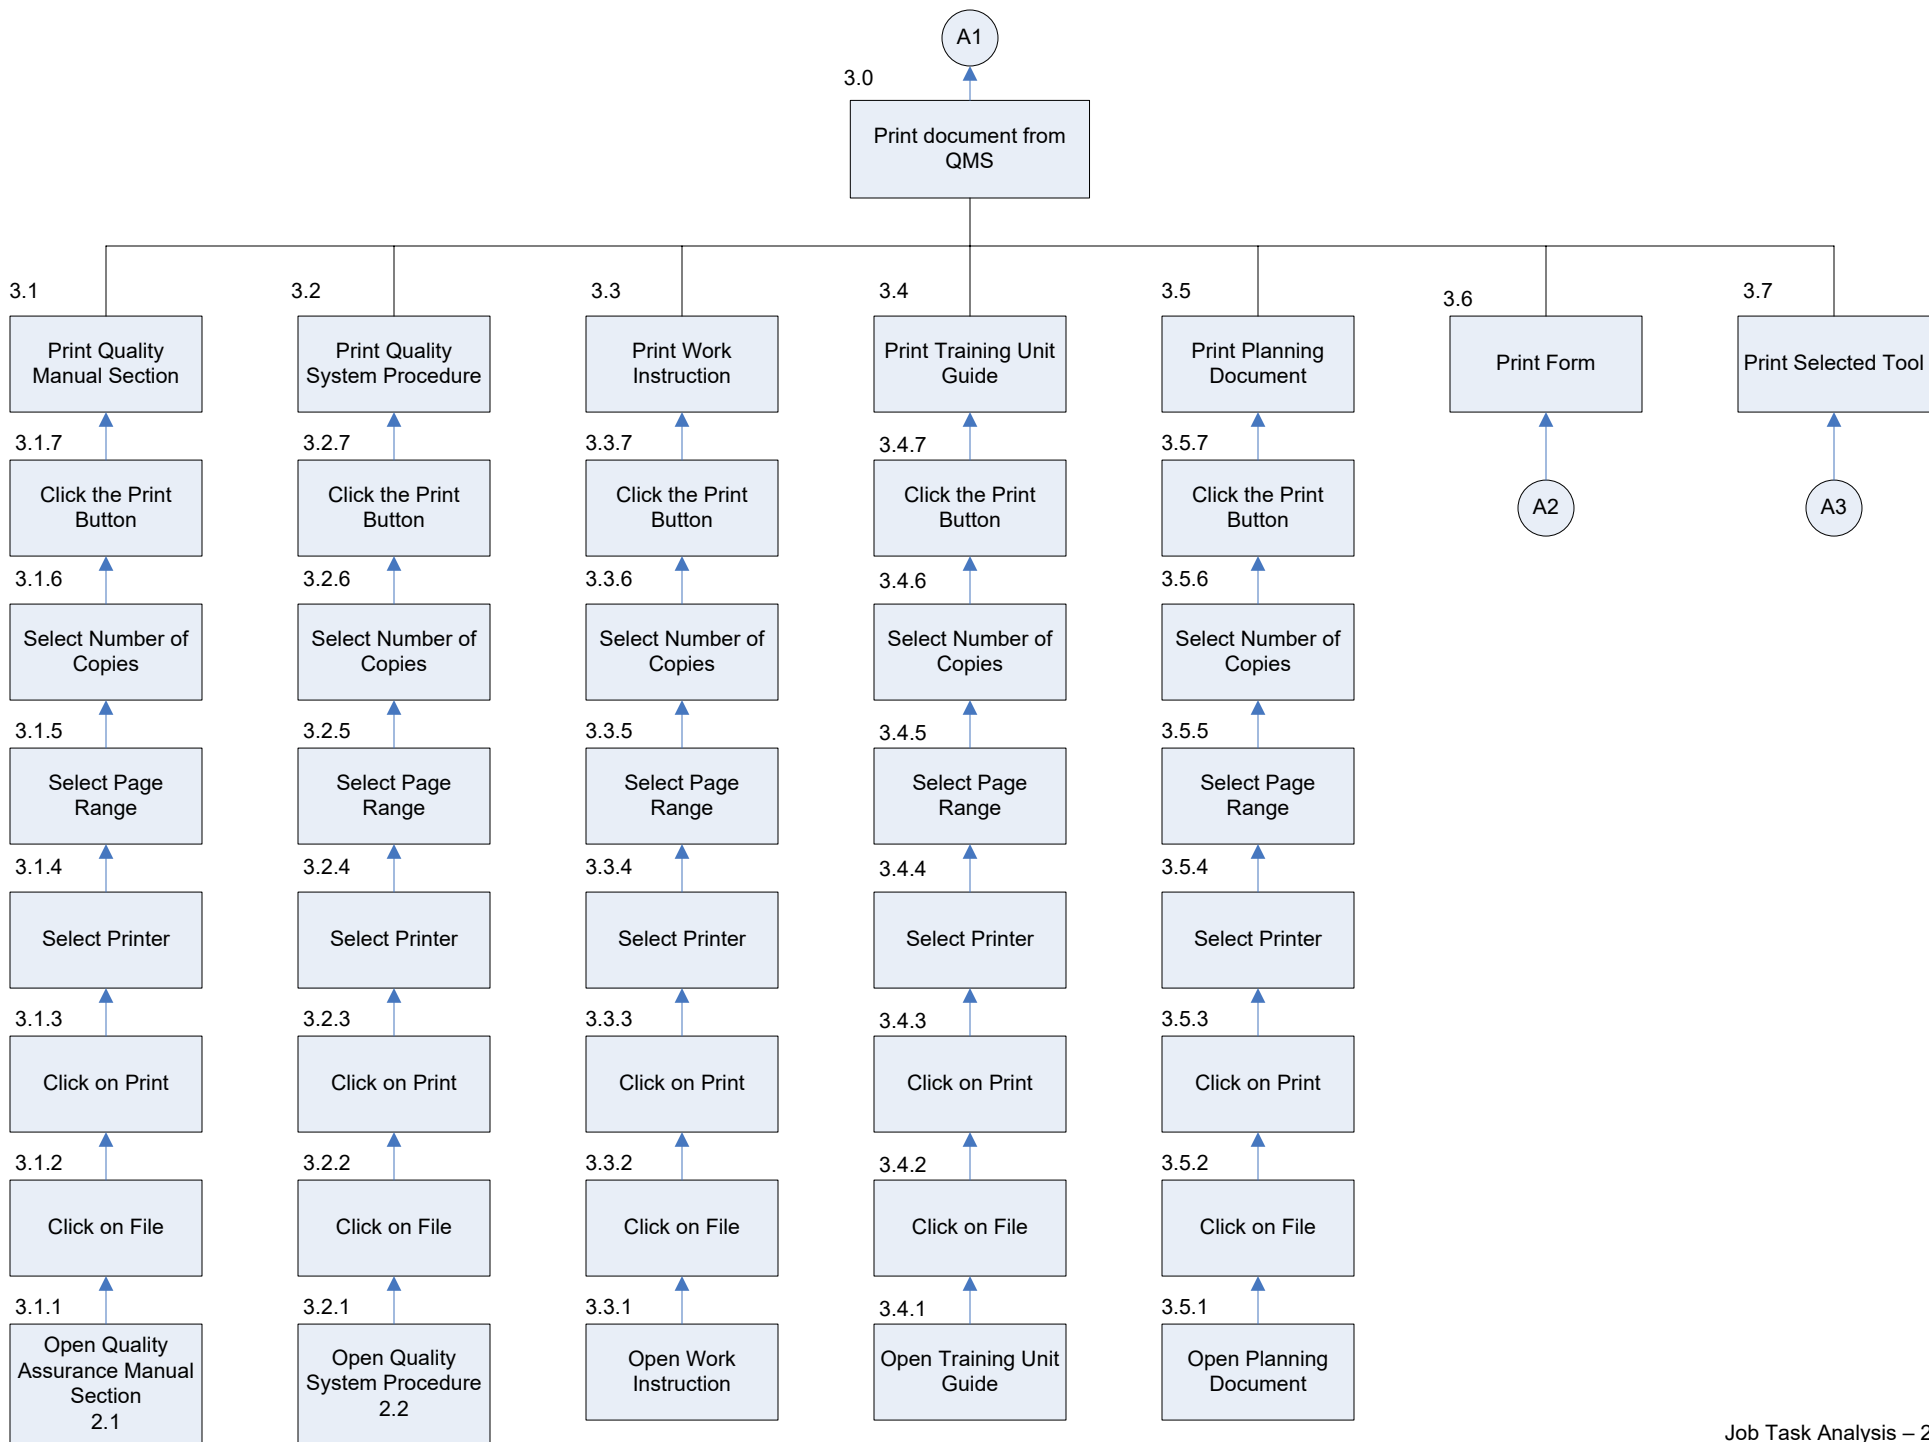 A1
3.0
Print document from
QMS
3.1
3.2
3.3
3.4
3.5
3.6
3.7
Print Quality
Manual Section
Print Quality
System Procedure
Print Work
Instruction
Print Training Unit
Guide
Print Planning
Document
Print Form
Print Selected Tool
3.1.7
3.2.7
3.3.7
3.4.7
3.5.7
Click the Print
Button
Click the Print
Button
Click the Print
Button
Click the Print
Button
Click the Print
Button
A2
A3
3.1.6
3.2.6
3.3.6
3.4.6
3.5.6
Select Number of
Copies
Select Number of
Copies
Select Number of
Copies
Select Number of
Copies
Select Number of
Copies
3.1.5
3.2.5
3.3.5
3.4.5
3.5.5
Select Page
Range
Select Page
Range
Select Page
Range
Select Page
Range
Select Page
Range
3.1.4
3.2.4
3.3.4
3.4.4
3.5.4
Select Printer
Select Printer
Select Printer
Select Printer
Select Printer
3.1.3
3.2.3
3.3.3
3.4.3
3.5.3
Click on Print
Click on Print
Click on Print
Click on Print
Click on Print
3.1.2
3.2.2
3.3.2
3.4.2
3.5.2
Click on File
Click on File
Click on File
Click on File
Click on File
3.1.1
3.2.1
3.3.1
3.4.1
3.5.1
Open Quality
Assurance Manual
Section
2.1
Open Quality
System Procedure
2.2
Open Work
Instruction
Open Training Unit
Guide
Open Planning
Document
Job Task Analysis – 2